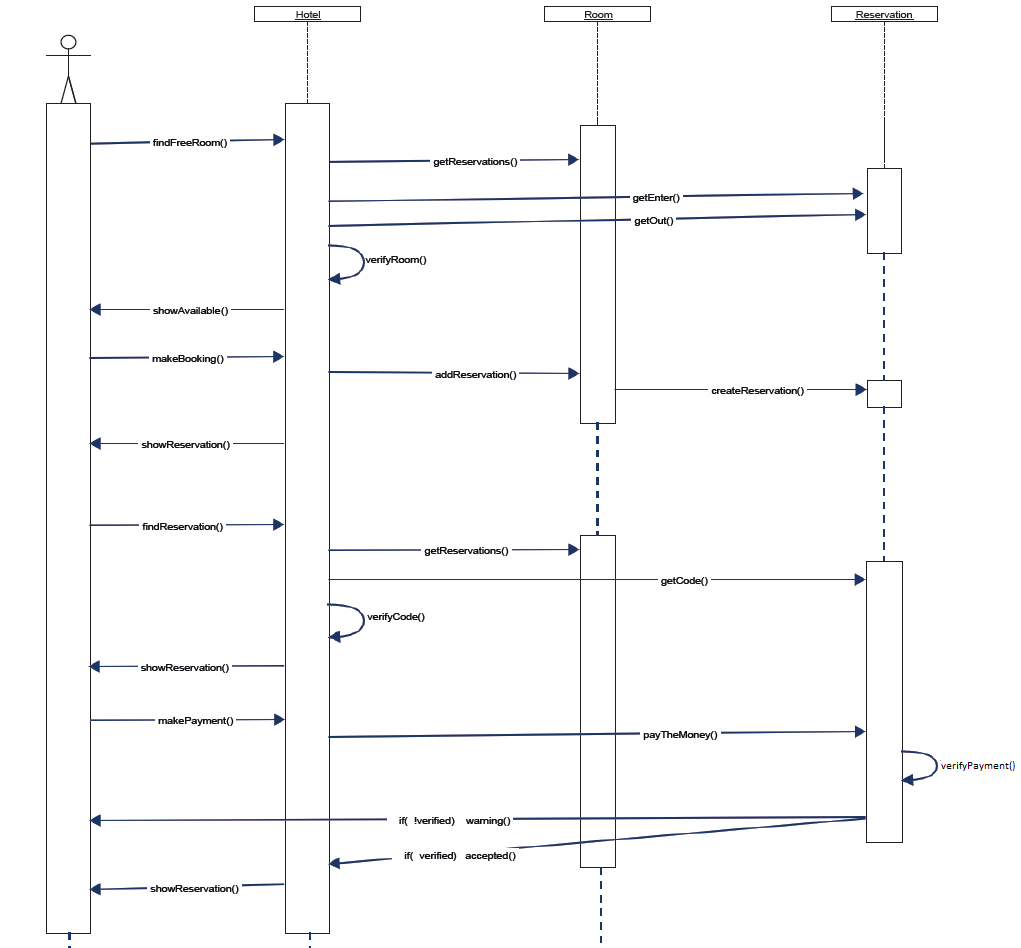 Hotel
Room
Reservation
findFreeRoom()
getReservations()
getEnter()
getOut()
verifyRoom()
showAvailable()
makeBooking()
addReservation()
createReservation()
showReservation()
findReservation()
getReservations()
getCode()
verifyCode()
showReservation()
makePayment()
payTheMoney()
verifyPayment()
if( !verified) warning()
if( verified) accepted()
showReservation()